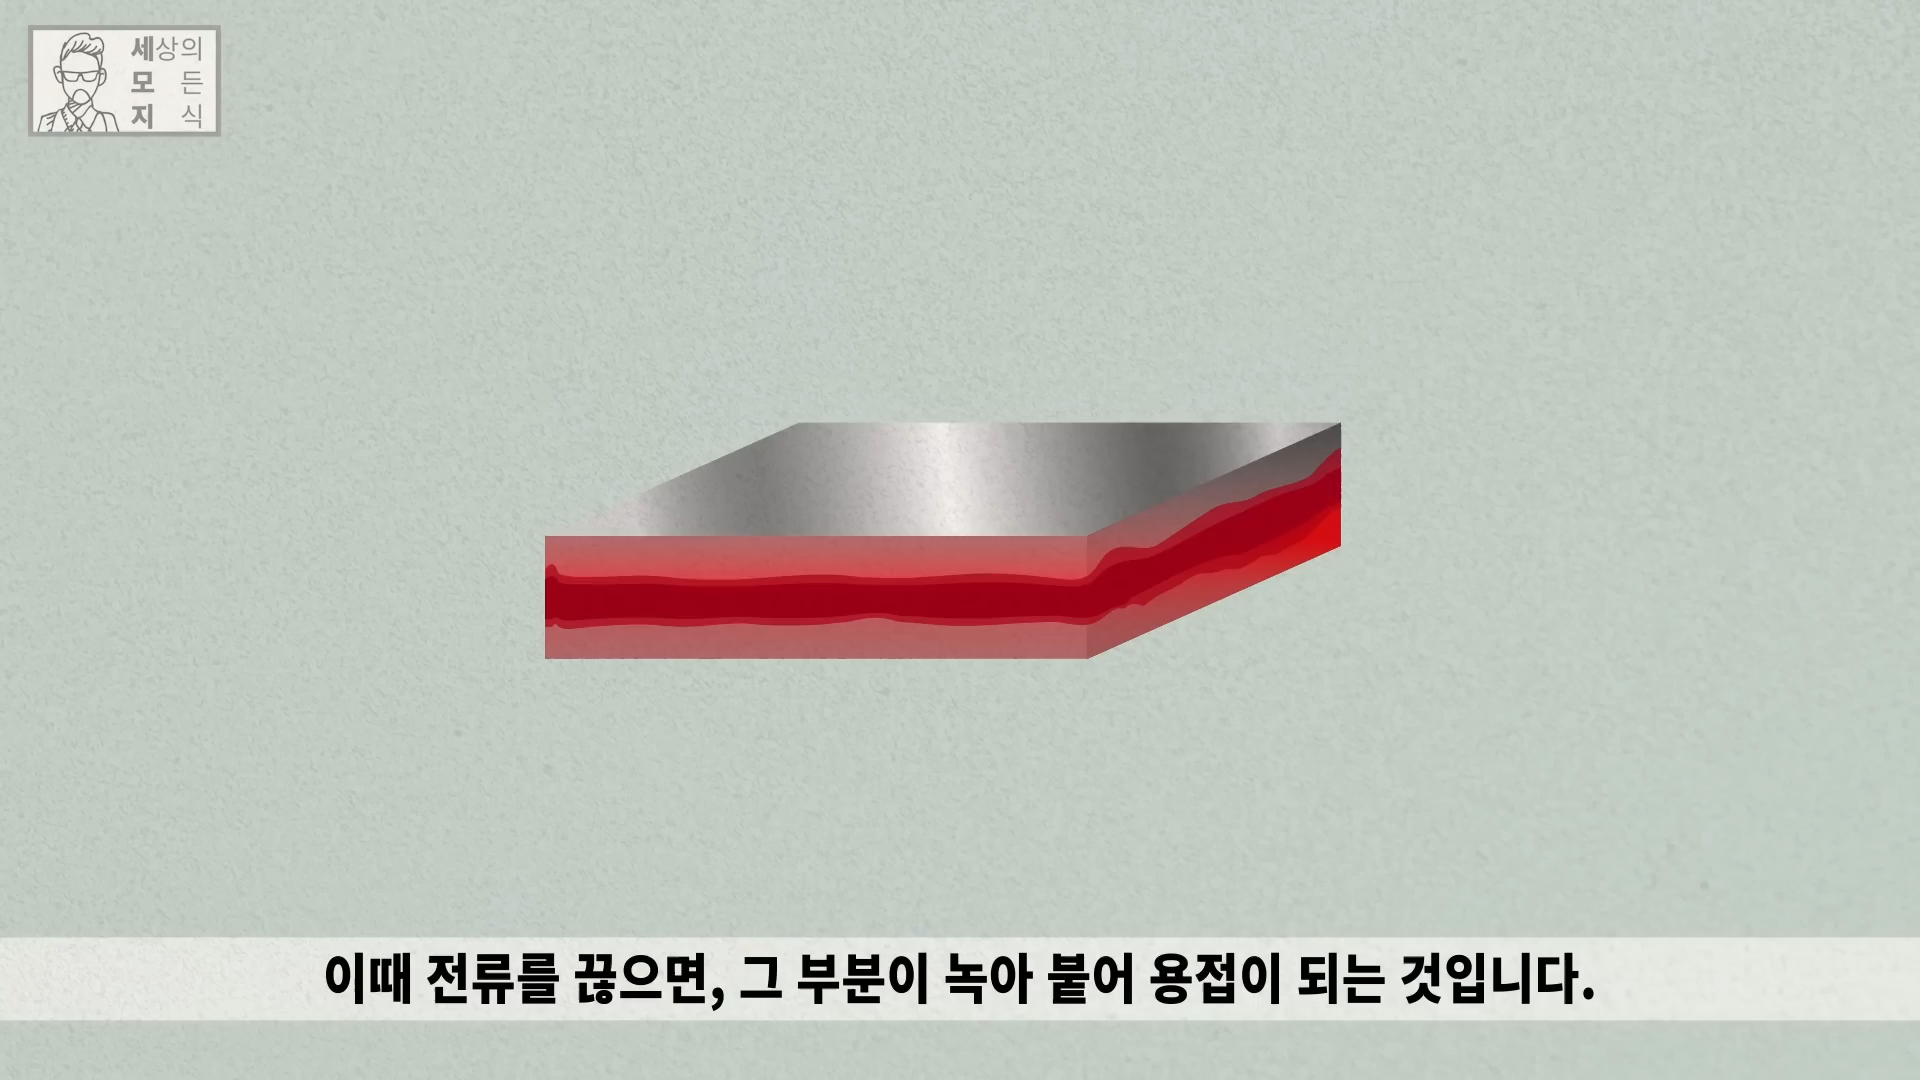 세상의
모든
지식
이때 전류를 끊으면, 그 부분이 녹아 붙어 용접이 되는 것입니다.